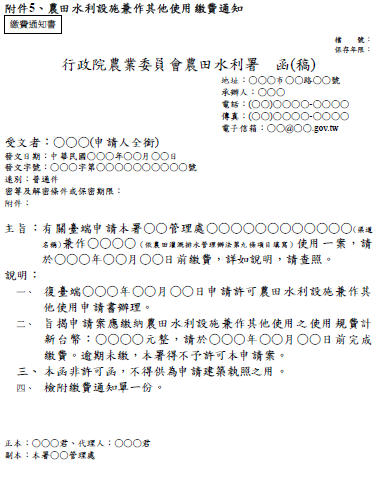 附件5、農田水利設施兼作其他使用繳費通知
繳費通知書
檔　　號：
保存年限：
行政院農業委員會農田水利署　函(稿)
地址：○○○市○○路○○號
承辦人：○○○
電話：(○○)○○○○-○○○○
傳真：(○○)○○○○-○○○○
電子信箱：○○@○○.gov.tw
受文者：○○○(申請人全銜)
發文日期：中華民國○○○年○○月○○日
發文字號：○○○字第○○○○○○○○○○號
速別：普通件
密等及解密條件或保密期限：
附件：
主旨：有關臺端申請本署○○管理處○○○○○○○○○○○○○(渠道
名稱)兼作○○○○（依農田灌溉排水管理辦法第九條項目填寫）使用一案，請
於○○○年○○月○○日前繳費，詳如說明，請查照。
說明：
一、 復臺端○○○年○○月○○日申請許可農田水利設施兼作其
他使用申請書辦理。
二、 旨揭申請案應繳納農田水利設施兼作其他使用之使用規費計
新台幣：○○○○元整，請於○○○年○○月○○日前完成
繳費。逾期未繳，本署得不予許可本申請案。
三、 本函非許可函，不得供為申請建築執照之用。
四、 檢附繳費通知單一份。
正本：○○○君、代理人：○○○君
副本：本署○○管理處